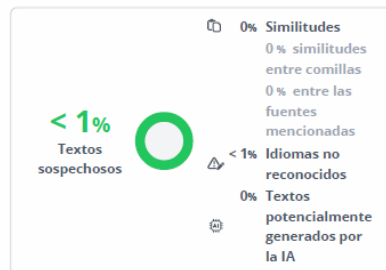 < 1%
Textos
sospechosos
0% Similitudes
0 % similitudes
entre comillas
0 % entre las
fuentes
mencionadas
< 1% Idiomas no
reconocidos
0% Textos
potencialmente
generados por
la IA
AI